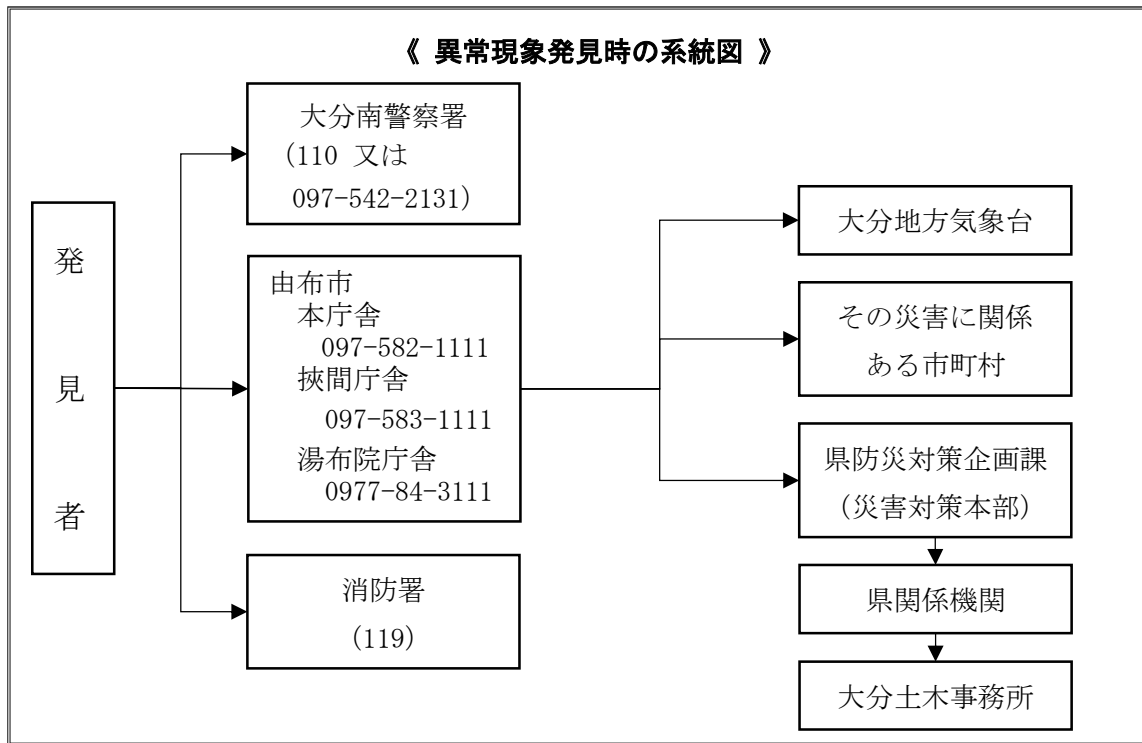 《 異常現象発見時の系統図 》
発見者
大分南警察署
(110 又は
097-542-2131)
由布市
本庁舎
097-582-1111
挾間庁舎
097-583-1111
湯布院庁舎
0977-84-3111
消防署
(119)
大分地方気象台
その災害に関係
ある市町村
県防災対策企画課
(災害対策本部)
県関係機関
大分土木事務所